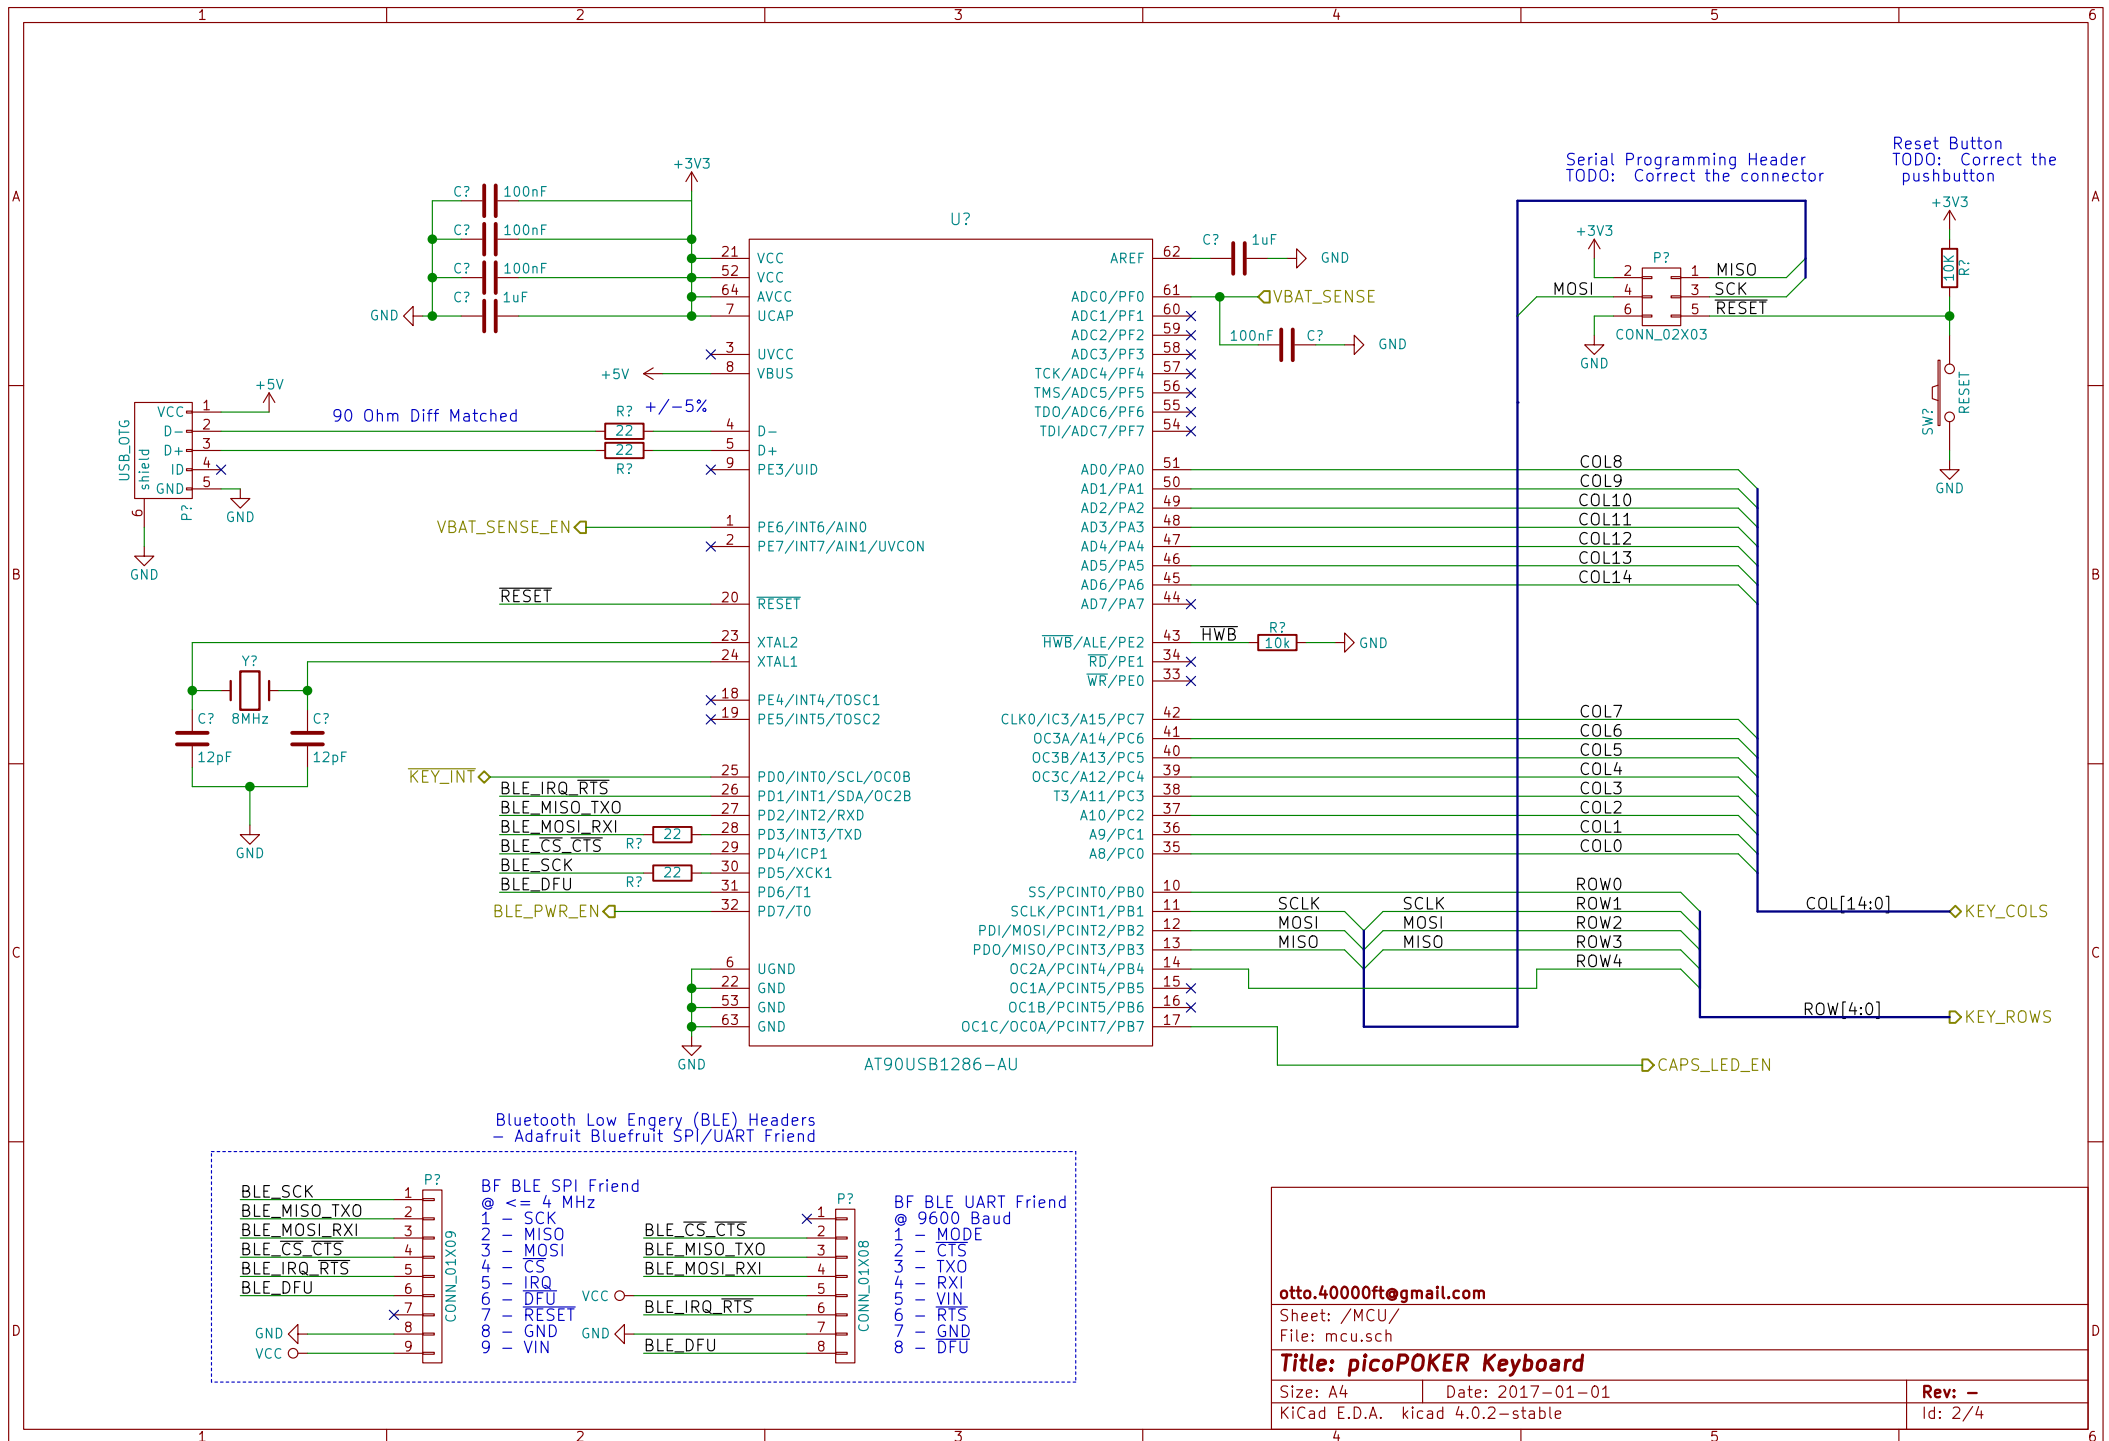 1 2 3 4 5 6
A A
B B
C C
D D
1 2 3 4 5 6
+3V3
C? 100nF
C? 100nF
C? 100nF
C? 1uF
GND
U?
21 VCC
52 VCC
64 AVCC
7 UCAP
3 UVCC
8 VBUS
+5V
4 D-
5 D+
9 PE3/UID
1 PE6/INT6/AIN0
2 PE7/INT7/AIN1/UVCON
20 RESET
23 XTAL2
24 XTAL1
18 PE4/INT4/TOSC1
19 PE5/INT5/TOSC2
25 PD0/INT0/SCL/OC0B
26 PD1/INT1/SDA/OC2B
27 PD2/INT2/RXD
28 PD3/INT3/TXD
29 PD4/ICP1
30 PD5/XCK1
31 PD6/T1
32 PD7/T0
6 UGND
22 GND
53 GND
63 GND
GND
AT90USB1286-AU
AREF 62
ADC0/PF0 61
ADC1/PF1 60
ADC2/PF2 59
ADC3/PF3 58
TCK/ADC4/PF4 57
TMS/ADC5/PF5 56
TDO/ADC6/PF6 55
TDI/ADC7/PF7 54
AD0/PA0 51
AD1/PA1 50
AD2/PA2 49
AD3/PA3 48
AD4/PA4 47
AD5/PA5 46
AD6/PA6 45
AD7/PA7 44
HWB/ALE/PE2 43
RD/PE1 34
WR/PE0 33
CLK0/IC3/A15/PC7 42
OC3A/A14/PC6 41
OC3B/A13/PC5 40
OC3C/A12/PC4 39
T3/A11/PC3 38
A10/PC2 37
A9/PC1 36
A8/PC0 35
SS/PCINT0/PB0 10
SCLK/PCINT1/PB1 11
PDI/MOSI/PCINT2/PB2 12
PDO/MISO/PCINT3/PB3 13
OC2A/PCINT4/PB4 14
OC1A/PCINT5/PB5 15
OC1B/PCINT5/PB6 16
OC1C/OC0A/PCINT7/PB7 17
+5V
USB_OTG
shield
VCC 1
D- 2
D+ 3
ID 4
GND 5
6
P?
GND
GND
90 Ohm Diff Matched
R? +/-5%
22
22
R?
VBAT_SENSE_EN
RESET
Y?
8MHz
C?
12pF
C?
12pF
GND
KEY_INT
BLE_IRQ_RTS
BLE_MISO_TXO
BLE_MOSI_RXI
R? 22
BLE_CS_CTS
BLE_SCK
R? 22
BLE_DFU
BLE_PWR_EN
C? 1uF
GND
VBAT_SENSE
100nF C?
GND
HWB
R?
10k
GND
COL8
COL9
COL10
COL11
COL12
COL13
COL14
COL7
COL6
COL5
COL4
COL3
COL2
COL1
COL0
ROW0
SCLK SCLK ROW1
MOSI MOSI ROW2
MISO MISO ROW3
ROW4
COL[14:0]
KEY_COLS
ROW[4:0]
KEY_ROWS
CAPS_LED_EN
Serial Programming Header
TODO: Correct the connector
+3V3
P?
2 1 MISO
MOSI 4 3 SCK
6 5 RESET
CONN_02X03
GND
Reset Button
TODO: Correct the
pushbutton
+3V3
10K
R?
SW?
RESET
GND
Bluetooth Low Engery (BLE) Headers
- Adafruit Bluefruit SPI/UART Friend
P?
BLE_SCK 1
BLE_MISO_TXO 2
BLE_MOSI_RXI 3
BLE_CS_CTS 4
BLE_IRQ_RTS 5
BLE_DFU 6
7
GND 8
VCC 9
CONN_01X09
BF BLE SPI Friend
@ <= 4 MHz
1 - SCK
2 - MISO
3 - MOSI
4 - CS
5 - IRQ
6 - DFU
7 - RESET
8 - GND
9 - VIN
P?
1
BLE_CS_CTS 2
BLE_MISO_TXO 3
BLE_MOSI_RXI 4
VCC 5
BLE_IRQ_RTS 6
GND 7
BLE_DFU 8
CONN_01X08
BF BLE UART Friend
@ 9600 Baud
1 - MODE
2 - CTS
3 - TXO
4 - RXI
5 - VIN
6 - RTS
7 - GND
8 - DFU
otto.40000ft@gmail.com
Sheet: /MCU/
File: mcu.sch
Title: picoPOKER Keyboard
Size: A4 Date: 2017-01-01 Rev: -
KiCad E.D.A. kicad 4.0.2-stable Id: 2/4